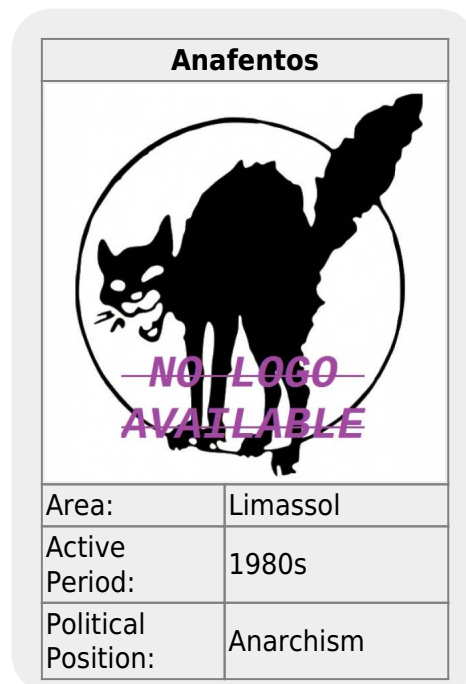 Anafentos
NO LOGO
AVAILABLE
Area:
Limassol
Active
Period:
1980s
Political
Position:
Anarchism